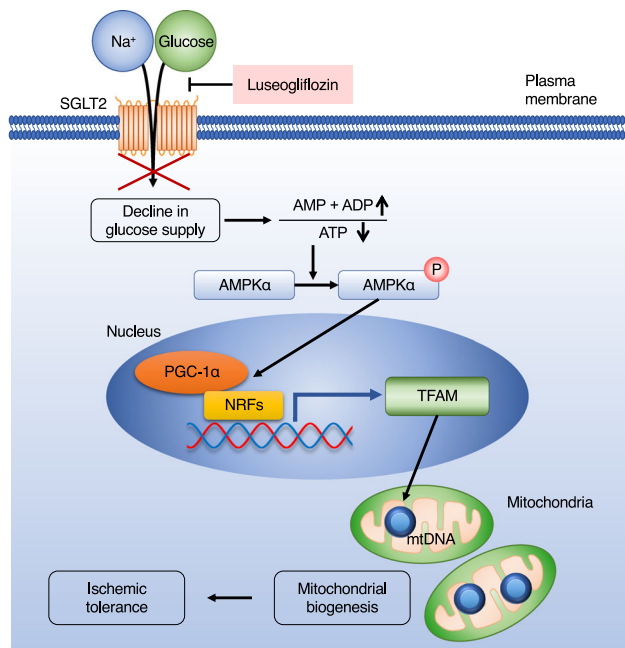 Na⁺
Glucose
Luseogliflozin
Plasma
membrane
SGLT2
Decline in
glucose supply
AMP + ADP
ATP
AMPKα
AMPKα
P
Nucleus
PGC-1α
NRFs
TFAM
Mitochondria
mtDNA
Ischemic
tolerance
Mitochondrial
biogenesis